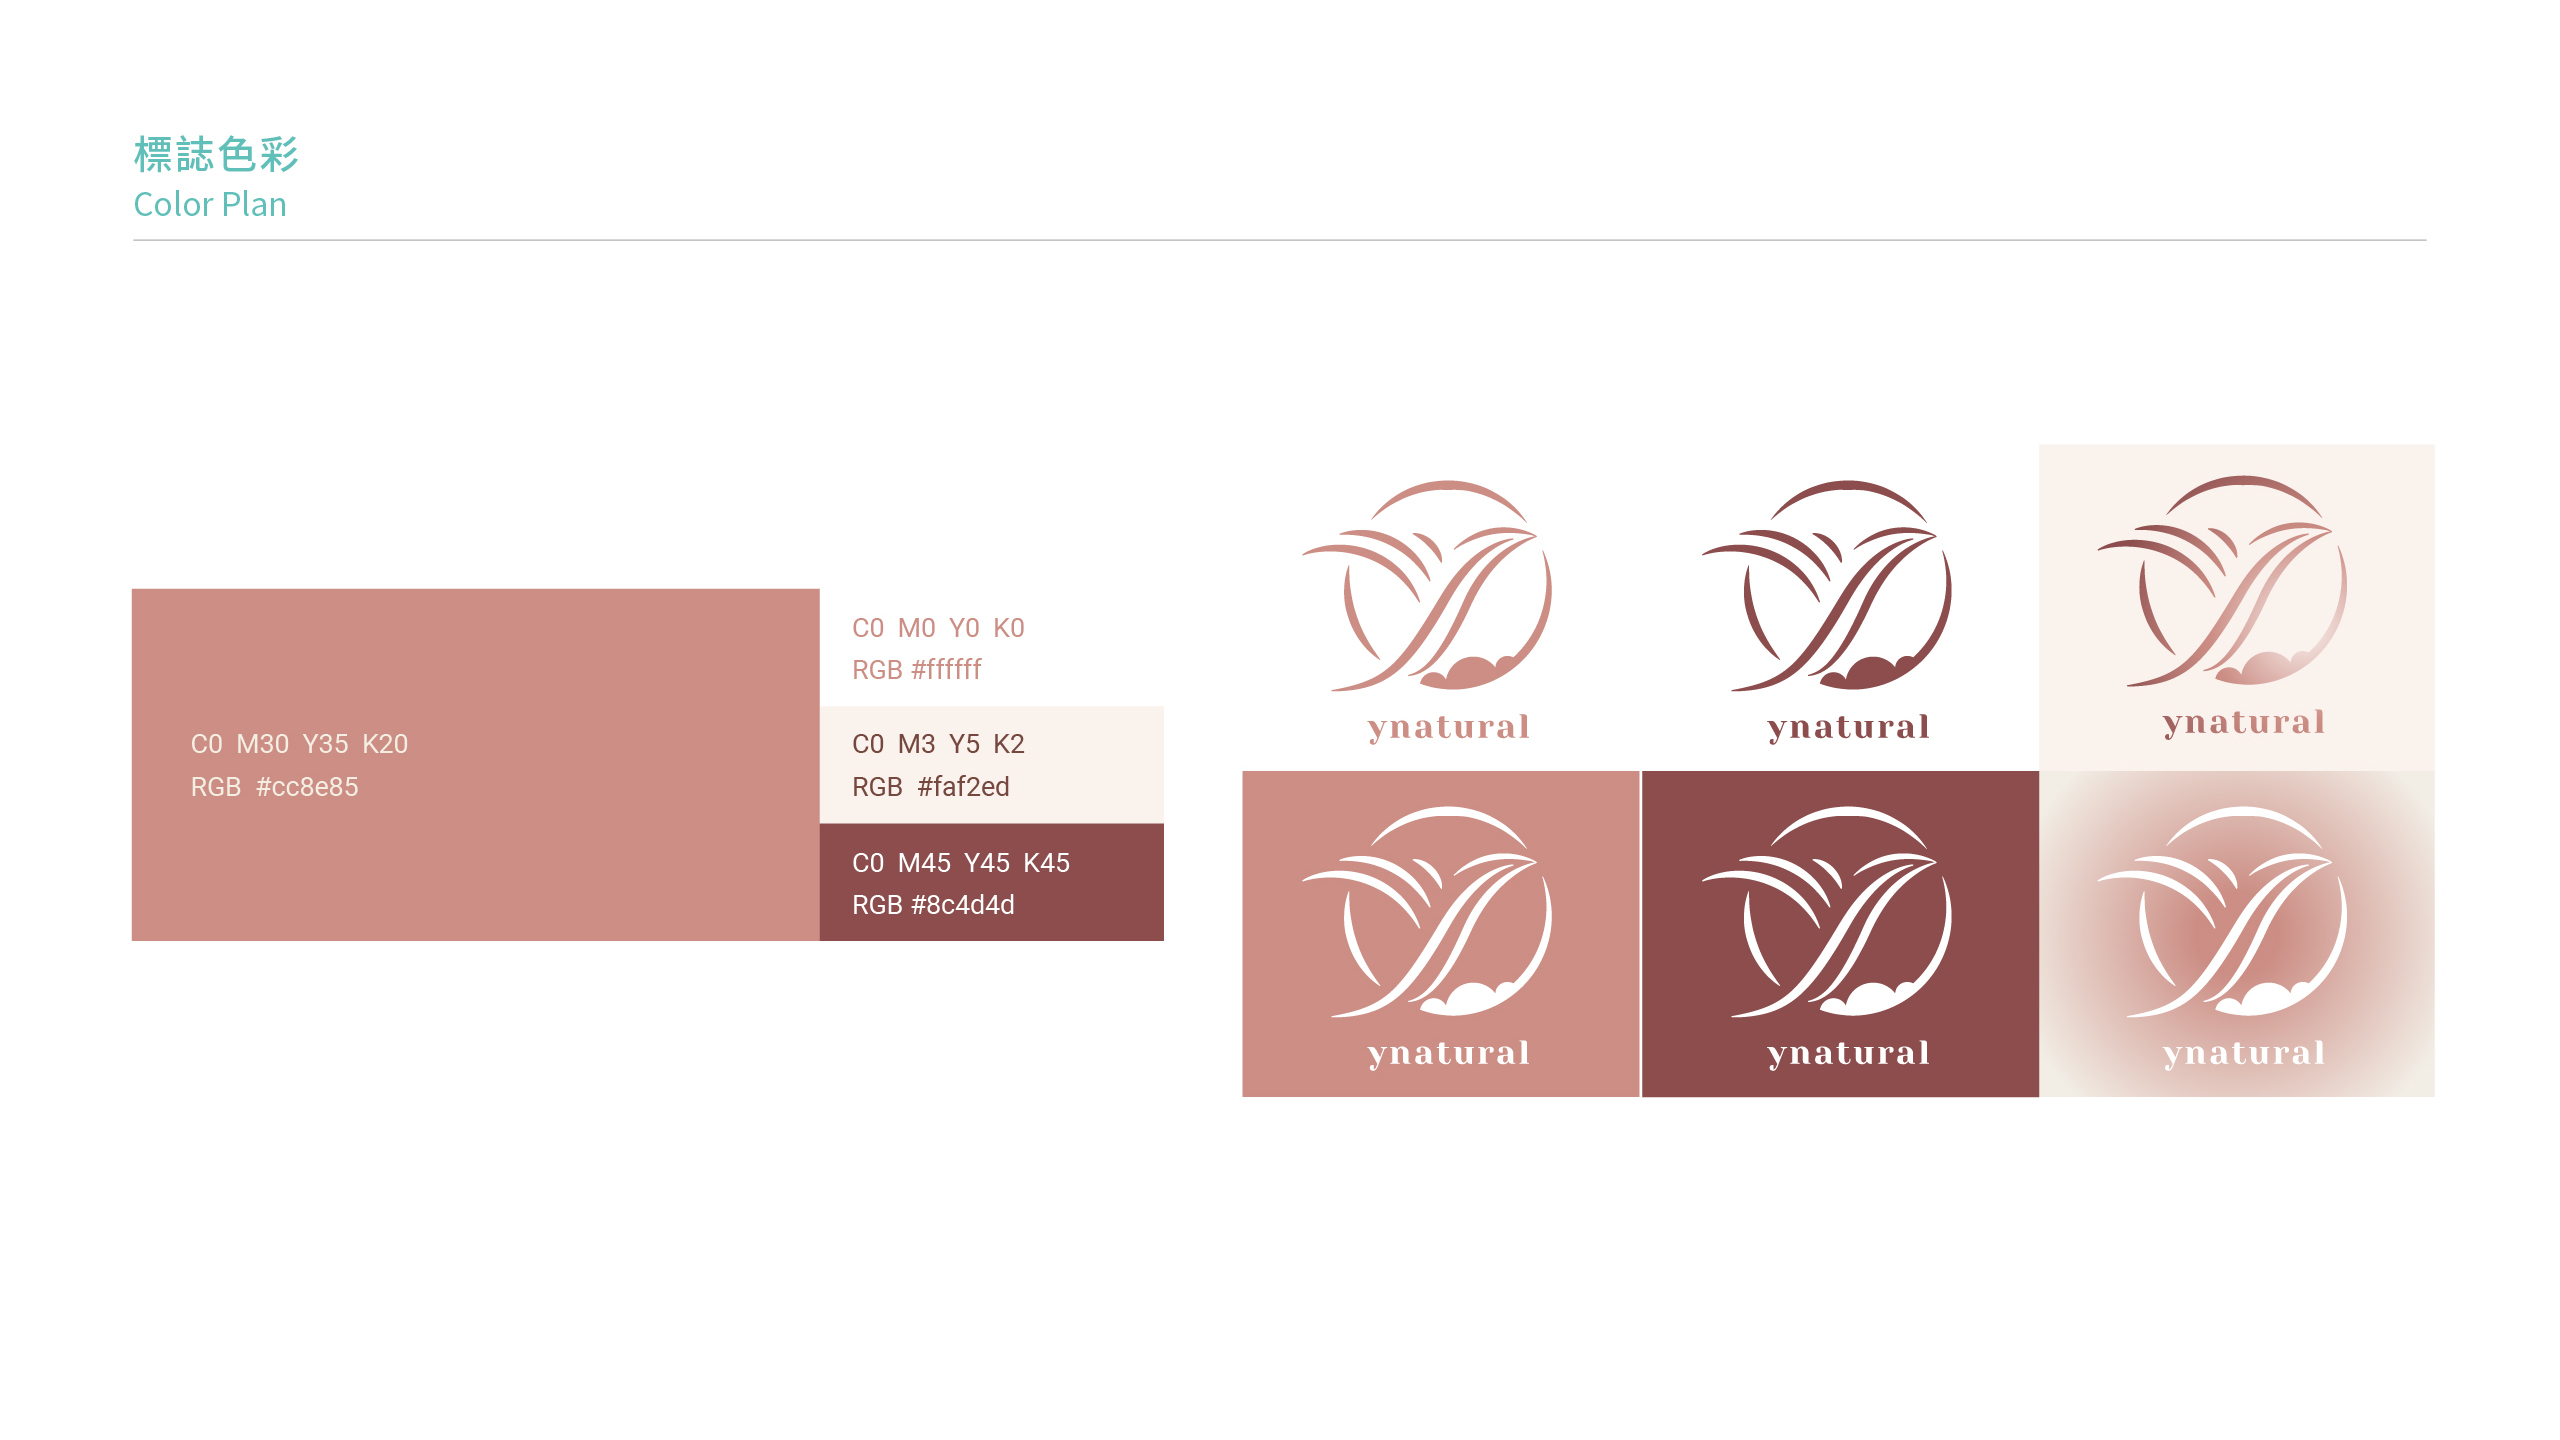 標誌色彩
Color Plan
C0 M30 Y35 K20
RGB #cc8e85
C0 M0 Y0 K0
RGB #ffffff
C0 M3 Y5 K2
RGB #faf2ed
C0 M45 Y45 K45
RGB #8c4d4d
ynatural
ynatural
ynatural
ynatural
ynatural
ynatural